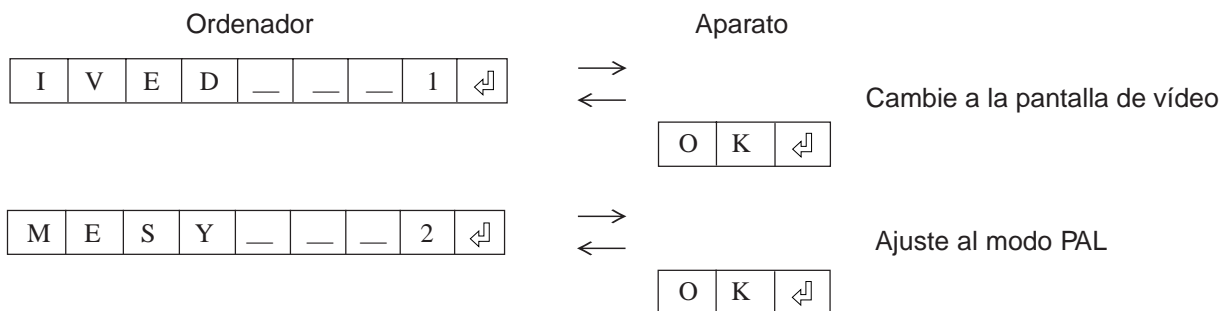 Ordenador Aparato
I V E D _ _ _ 1 ↵
Cambie a la pantalla de vídeo
O K ↵
M E S Y _ _ _ 2 ↵
Ajuste al modo PAL
O K ↵